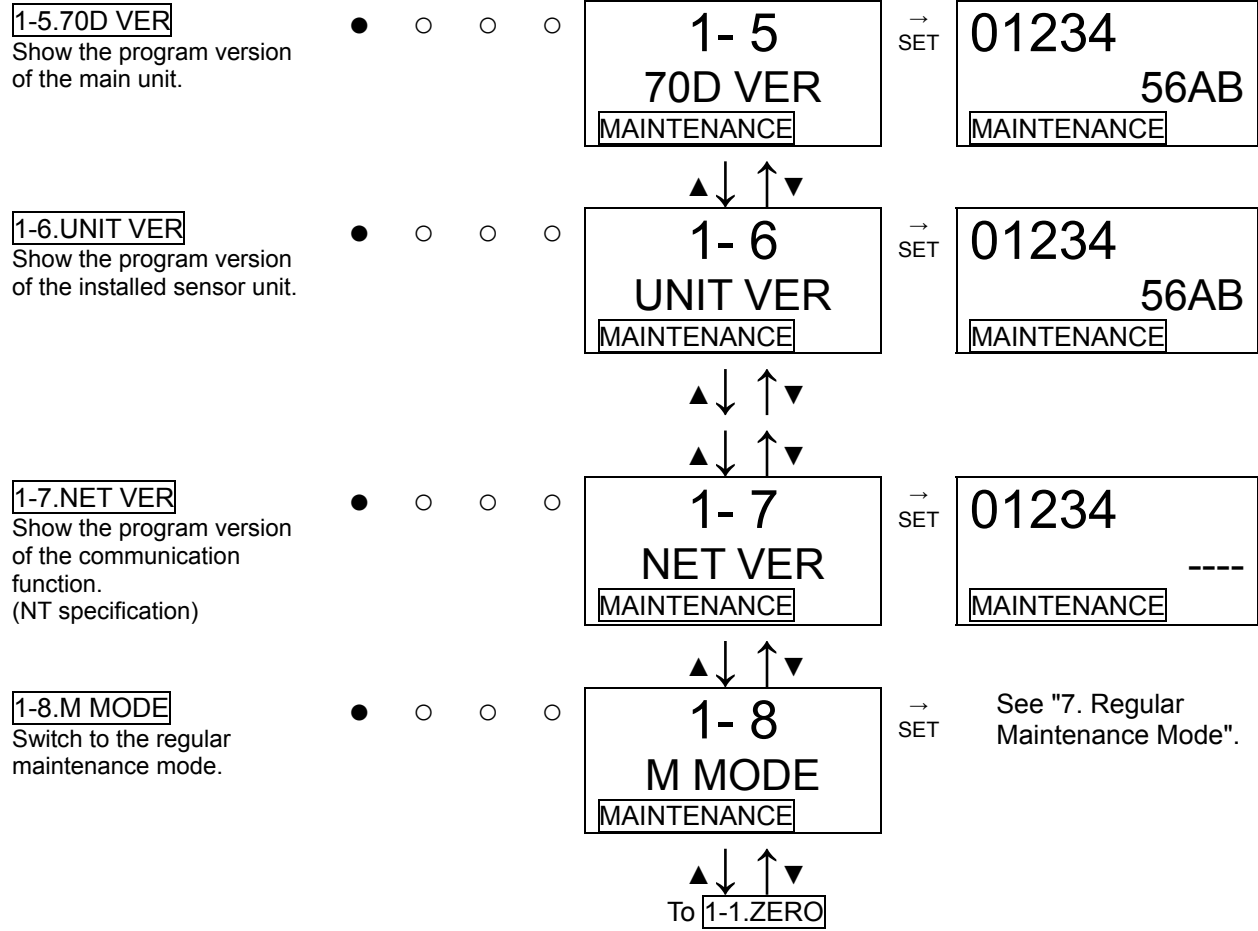 1-5.70D VER
Show the program version
of the main unit.
● ○ ○ ○
1- 5
70D VER
MAINTENANCE
→
SET
01234
56AB
MAINTENANCE
▲↓ ↑▼
1-6.UNIT VER
Show the program version
of the installed sensor unit.
● ○ ○ ○
1- 6
UNIT VER
MAINTENANCE
→
SET
01234
56AB
MAINTENANCE
▲↓ ↑▼
▲↓ ↑▼
1-7.NET VER
Show the program version
of the communication
function.
(NT specification)
● ○ ○ ○
1- 7
NET VER
MAINTENANCE
→
SET
01234
----
MAINTENANCE
▲↓ ↑▼
1-8.M MODE
Switch to the regular
maintenance mode.
● ○ ○ ○
1- 8
M MODE
MAINTENANCE
→
SET
See "7. Regular
Maintenance Mode".
▲↓ ↑▼
To 1-1.ZERO